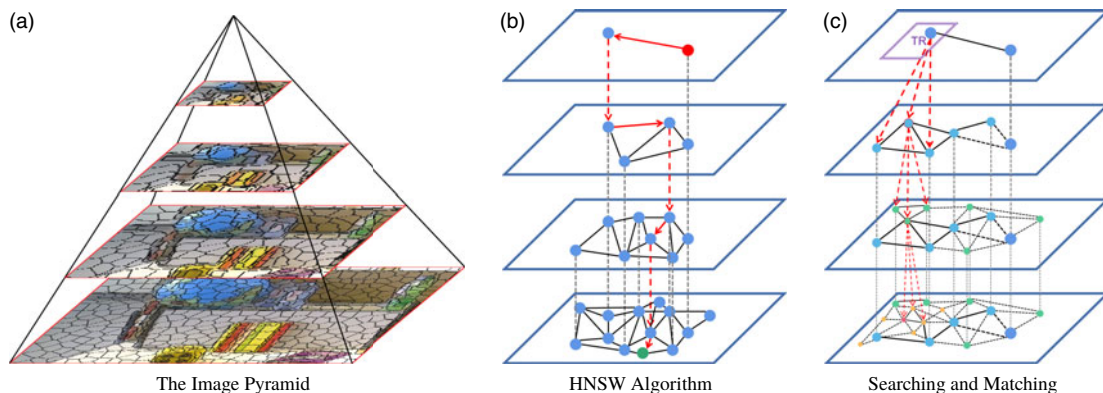 (a)
(b)
(c)
TR
The Image Pyramid
HNSW Algorithm
Searching and Matching